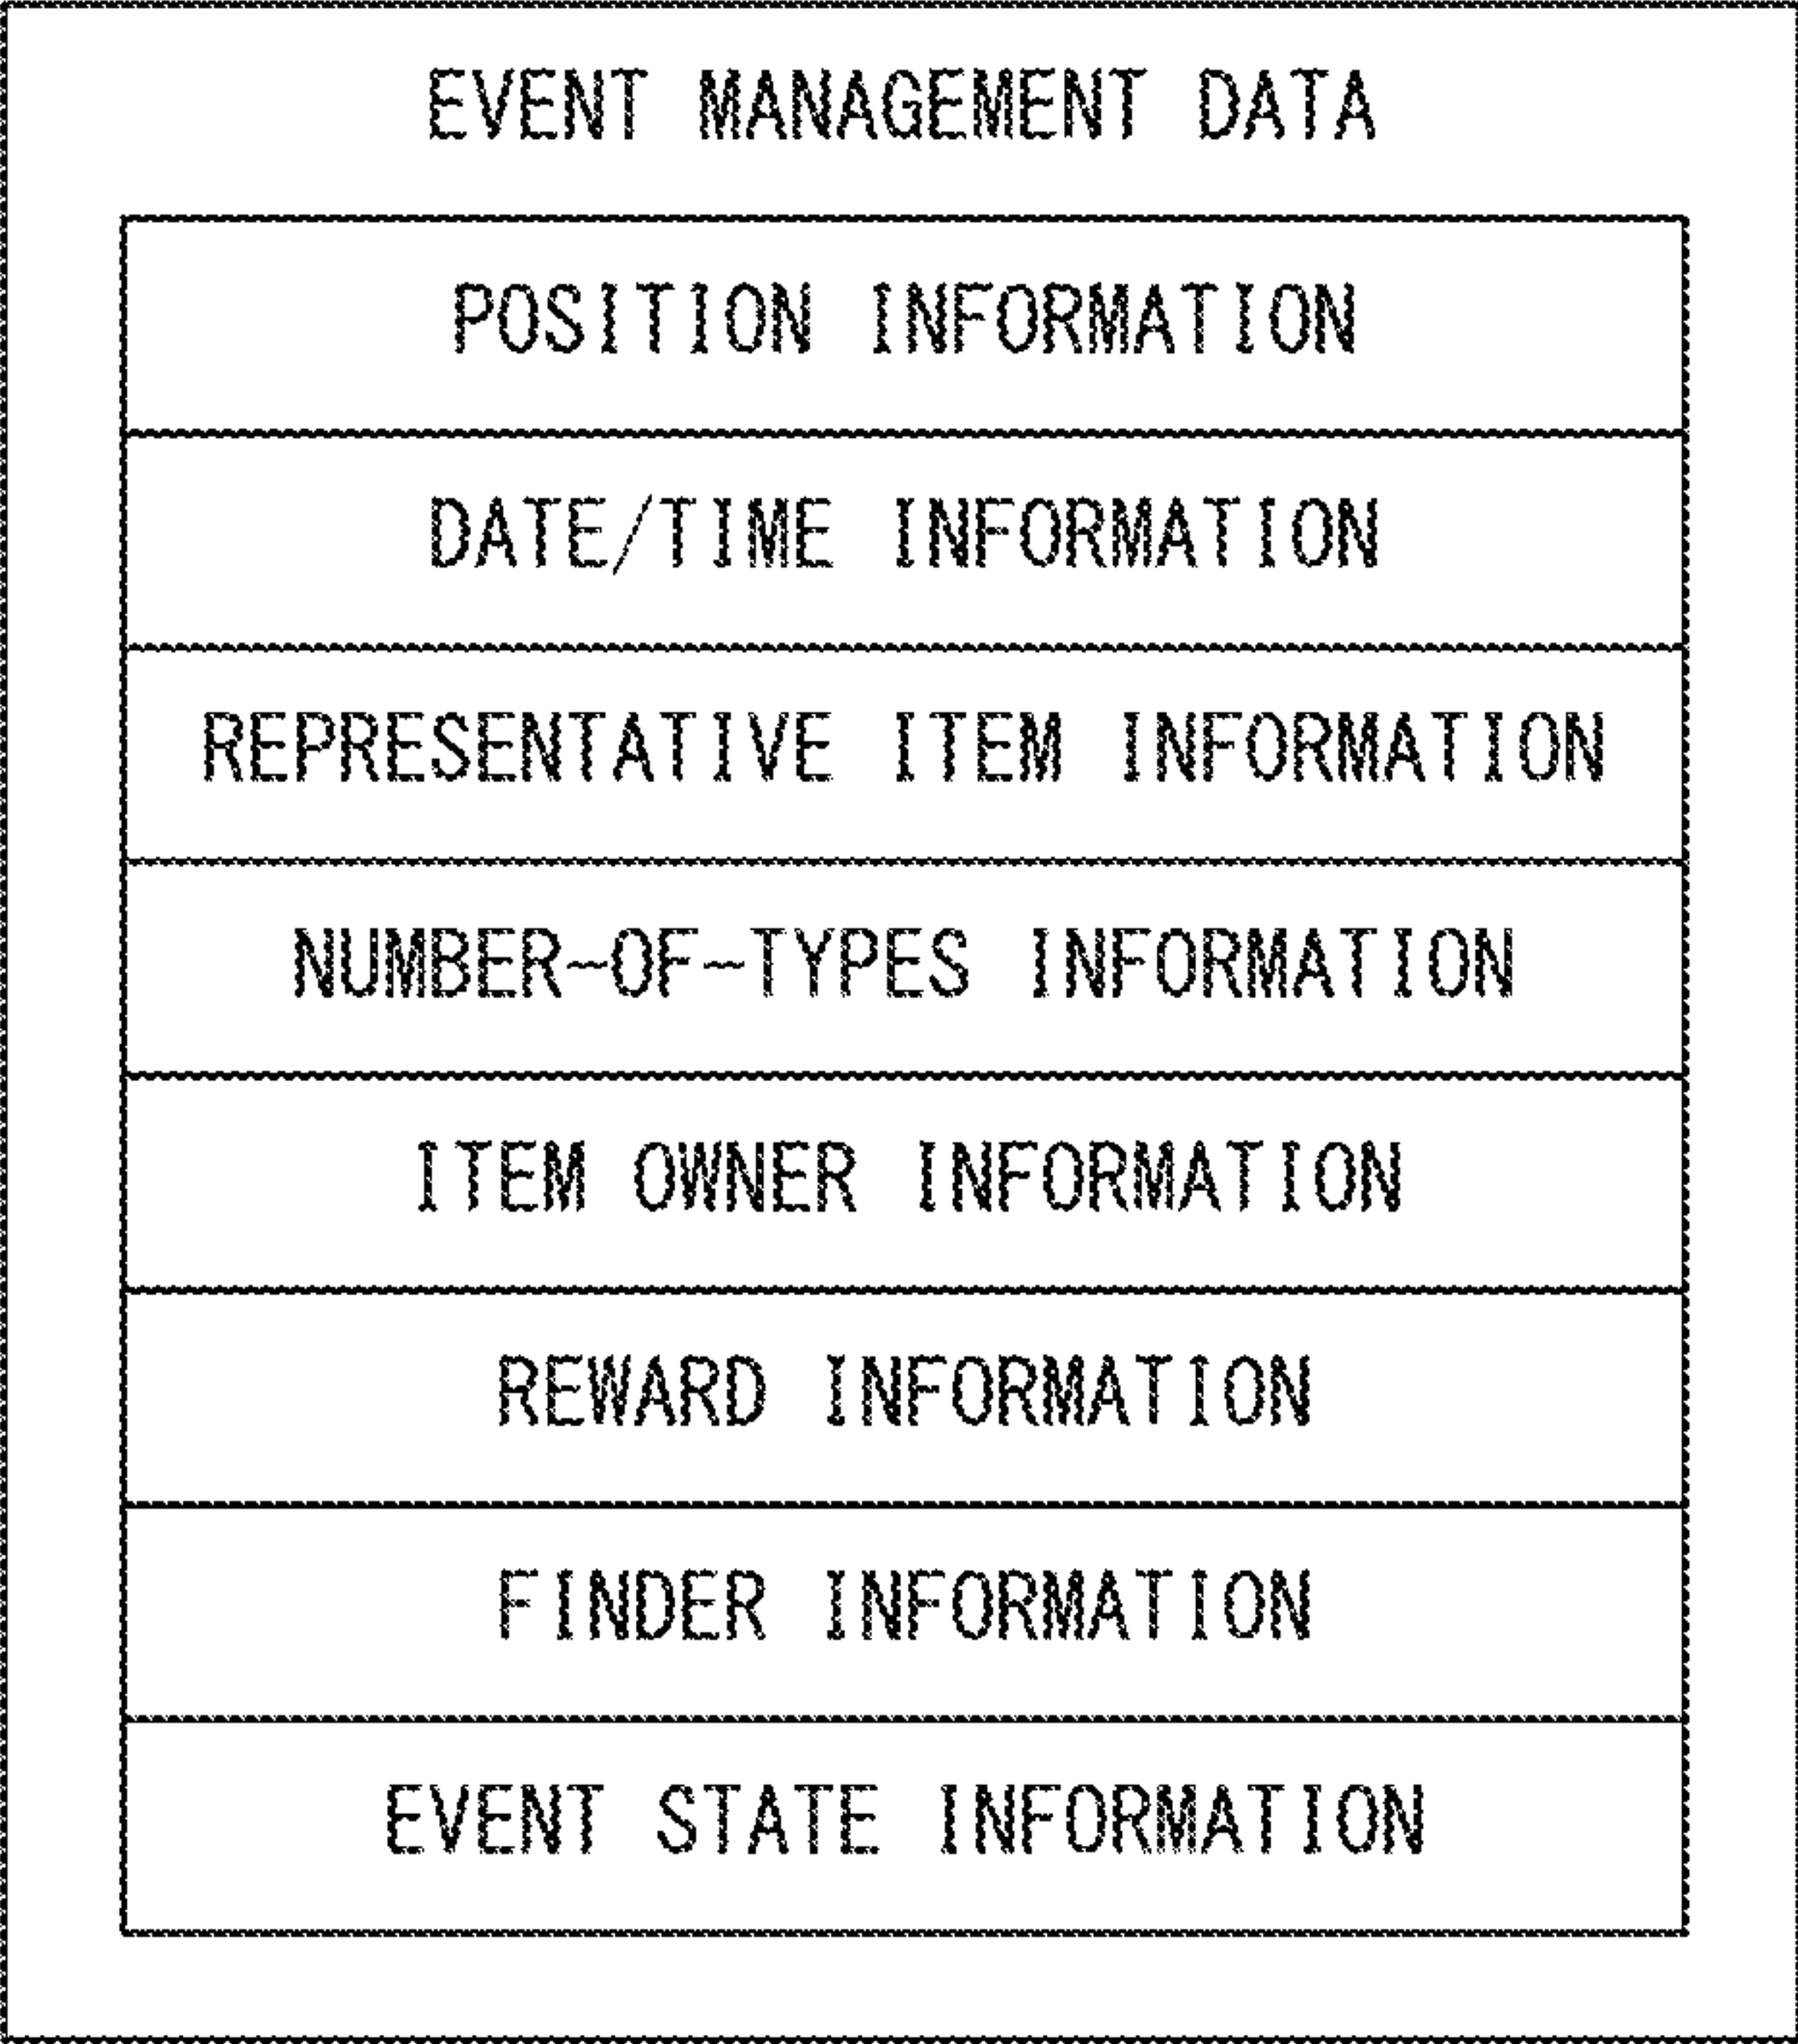 EVENT MANAGEMENT DATA
POSITION INFORMATION
DATE/TIME INFORMATION
REPRESENTATIVE ITEM INFORMATION
NUMBER-OF-TYPES INFORMATION
ITEM OWNER INFORMATION
REWARD INFORMATION
FINDER INFORMATION
EVENT STATE INFORMATION